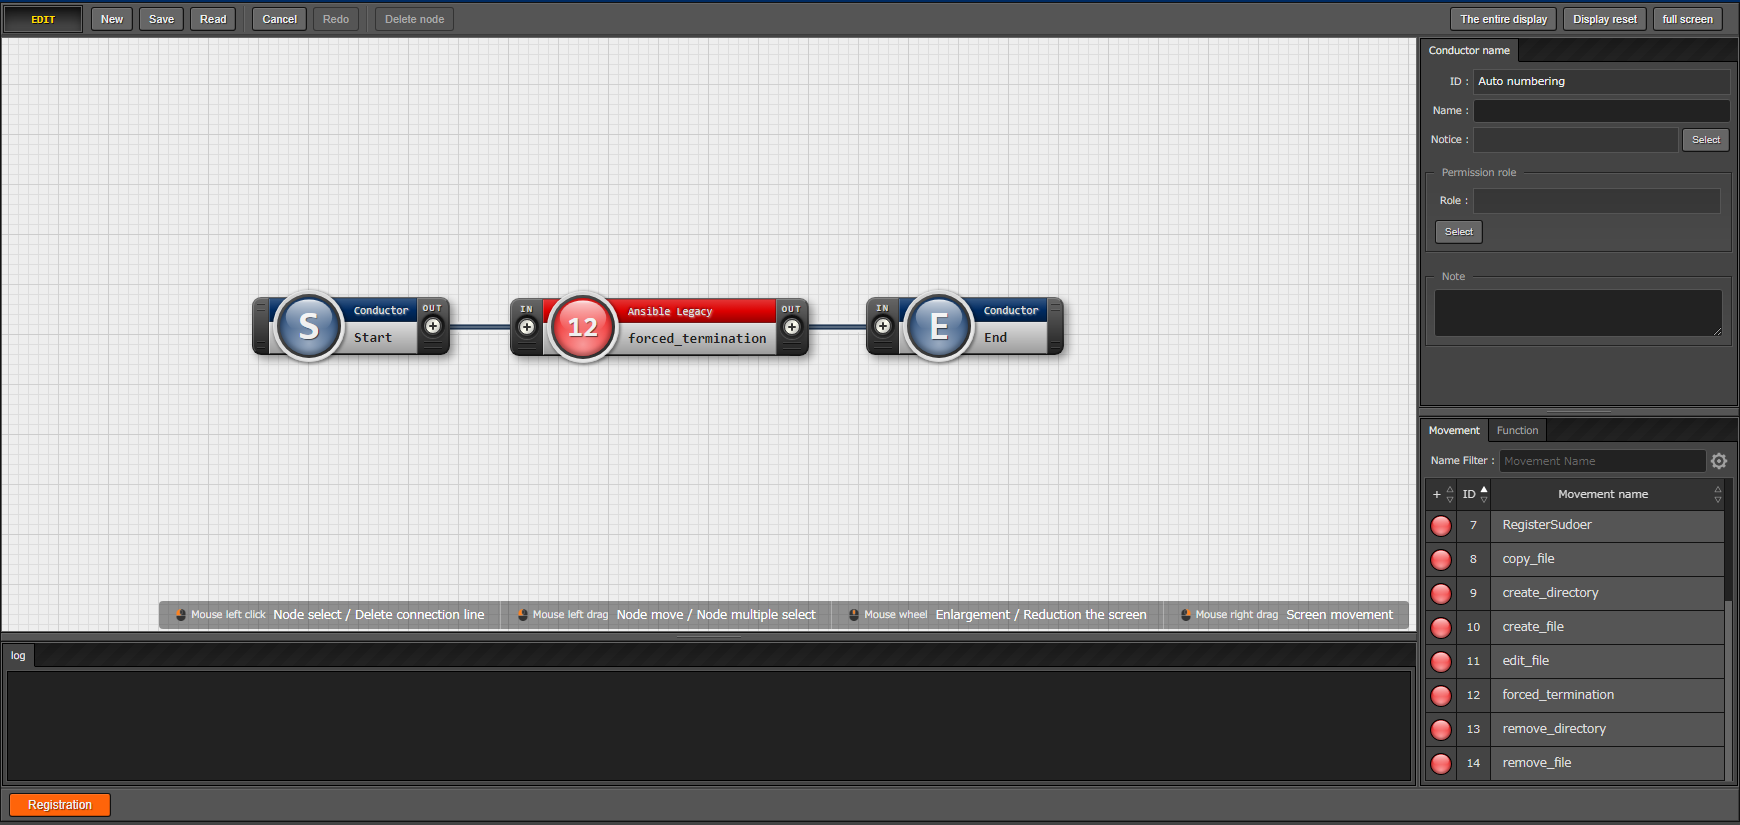 EDIT New Save Read Cancel Redo Delete node The entire display Display reset full screen
Conductor name
ID : Auto numbering
Name :
Notice : Select
Permission role
Role :
Select
Note
S Conductor OUT
Start
IN 12 Ansible Legacy OUT
forced_termination
IN E Conductor
End
Mouse left click Node select / Delete connection line Mouse left drag Node move / Node multiple select Mouse wheel Enlargement / Reduction the screen Mouse right drag Screen movement
Movement Function
Name Filter : Movement Name
+ ID Movement name
7 RegisterSudoer
8 copy_file
9 create_directory
10 create_file
11 edit_file
12 forced_termination
13 remove_directory
14 remove_file
log
Registration